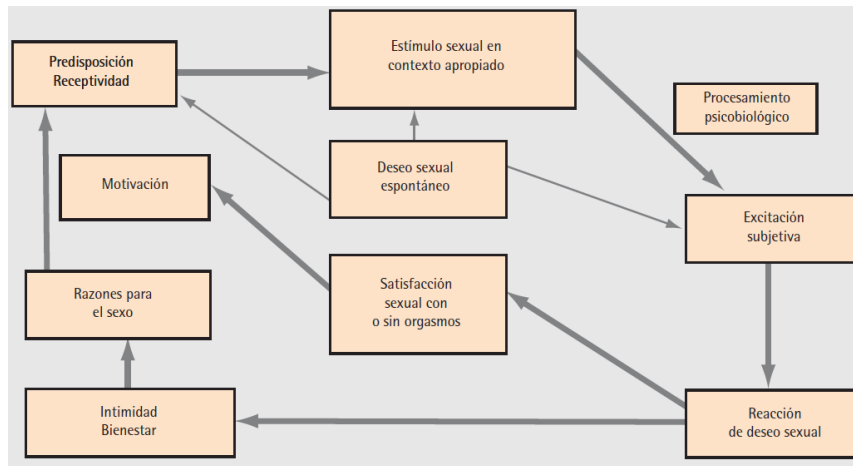 Predisposición
Receptividad
Estímulo sexual en
contexto apropiado
Procesamiento
psicobiológico
Motivación
Deseo sexual
espontáneo
Excitación
subjetiva
Razones para
el sexo
Satisfacción
sexual con
o sin orgasmos
Intimidad
Bienestar
Reacción
de deseo sexual